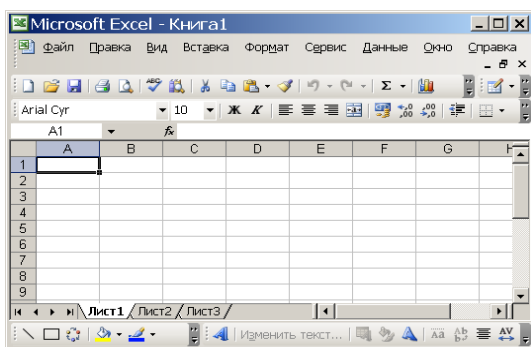 Microsoft Excel - Книга1
Файл Правка Вид Вставка Формат Сервис Данные Окно Справка
Arial Cyr 10 Ж К
A1 fx
A B C D E F G H
1
2
3
4
5
6
7
8
9
Лист1 Лист2 Лист3
Изменить текст...